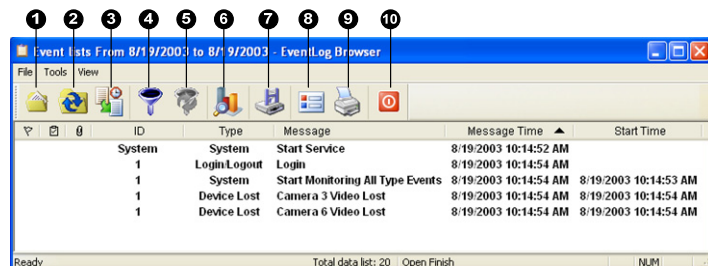 1 2 3 4 5 6 7 8 9 10
Event lists From 8/19/2003 to 8/19/2003 - EventLog Browser
File Tools View
ID Type Message Message Time Start Time
System System Start Service 8/19/2003 10:14:52 AM
1 Login/Logout Login 8/19/2003 10:14:54 AM
1 System Start Monitoring All Type Events 8/19/2003 10:14:54 AM 8/19/2003 10:14:53 AM
1 Device Lost Camera 3 Video Lost 8/19/2003 10:14:54 AM 8/19/2003 10:14:54 AM
1 Device Lost Camera 6 Video Lost 8/19/2003 10:14:54 AM 8/19/2003 10:14:54 AM
Ready Total data list: 20 Open Finish NUM